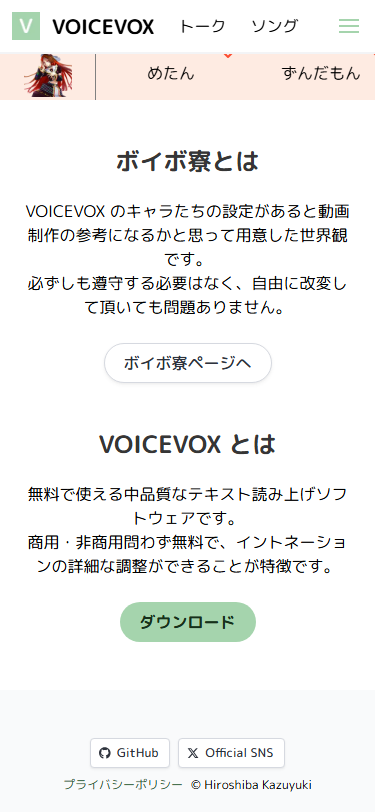 V VOICEVOX トーク ソング
めたん ずんだもん
ボイボ寮とは
VOICEVOX のキャラたちの設定があると動画
制作の参考になるかと思って用意した世界観
です。
必ずしも遵守する必要はなく、自由に改変し
て頂いても問題ありません。
ボイボ寮ページへ
VOICEVOX とは
無料で使える中品質なテキスト読み上げソフ
トウェアです。
商用・非商用問わず無料で、イントネーショ
ンの詳細な調整ができることが特徴です。
ダウンロード
GitHub X Official SNS
プライバシーポリシー © Hiroshiba Kazuyuki